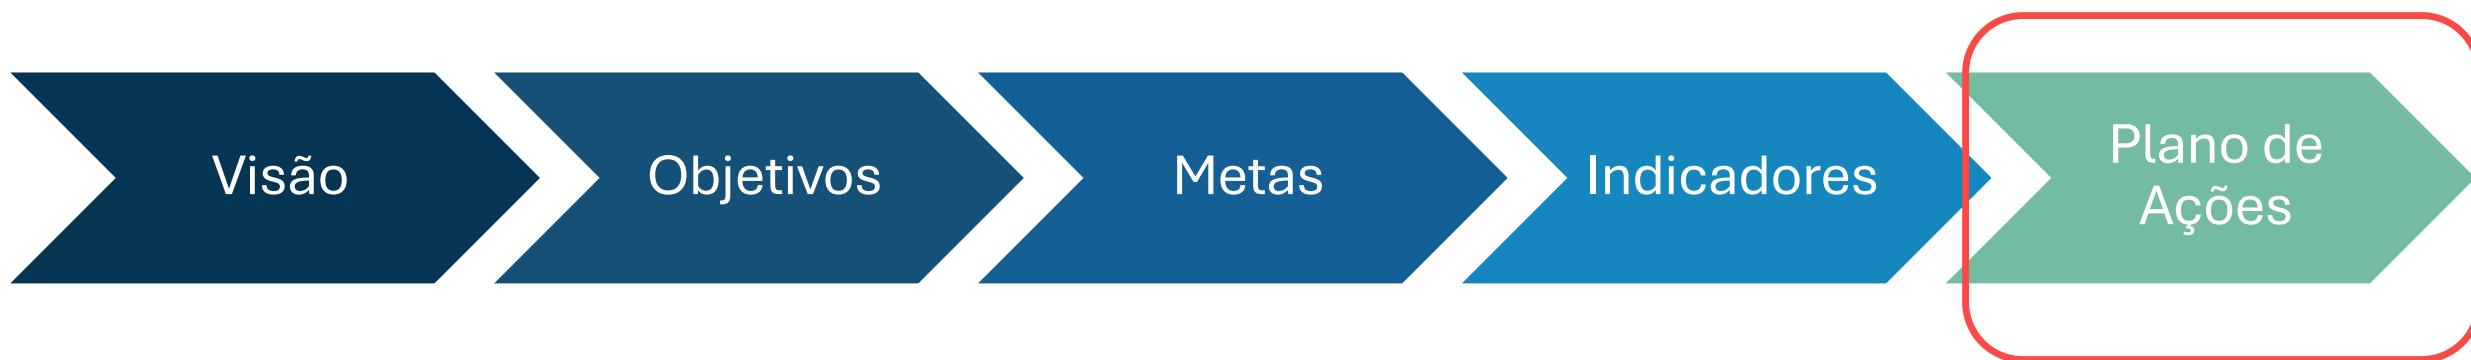 Visão
Objetivos
Metas
Indicadores
Plano de
Ações